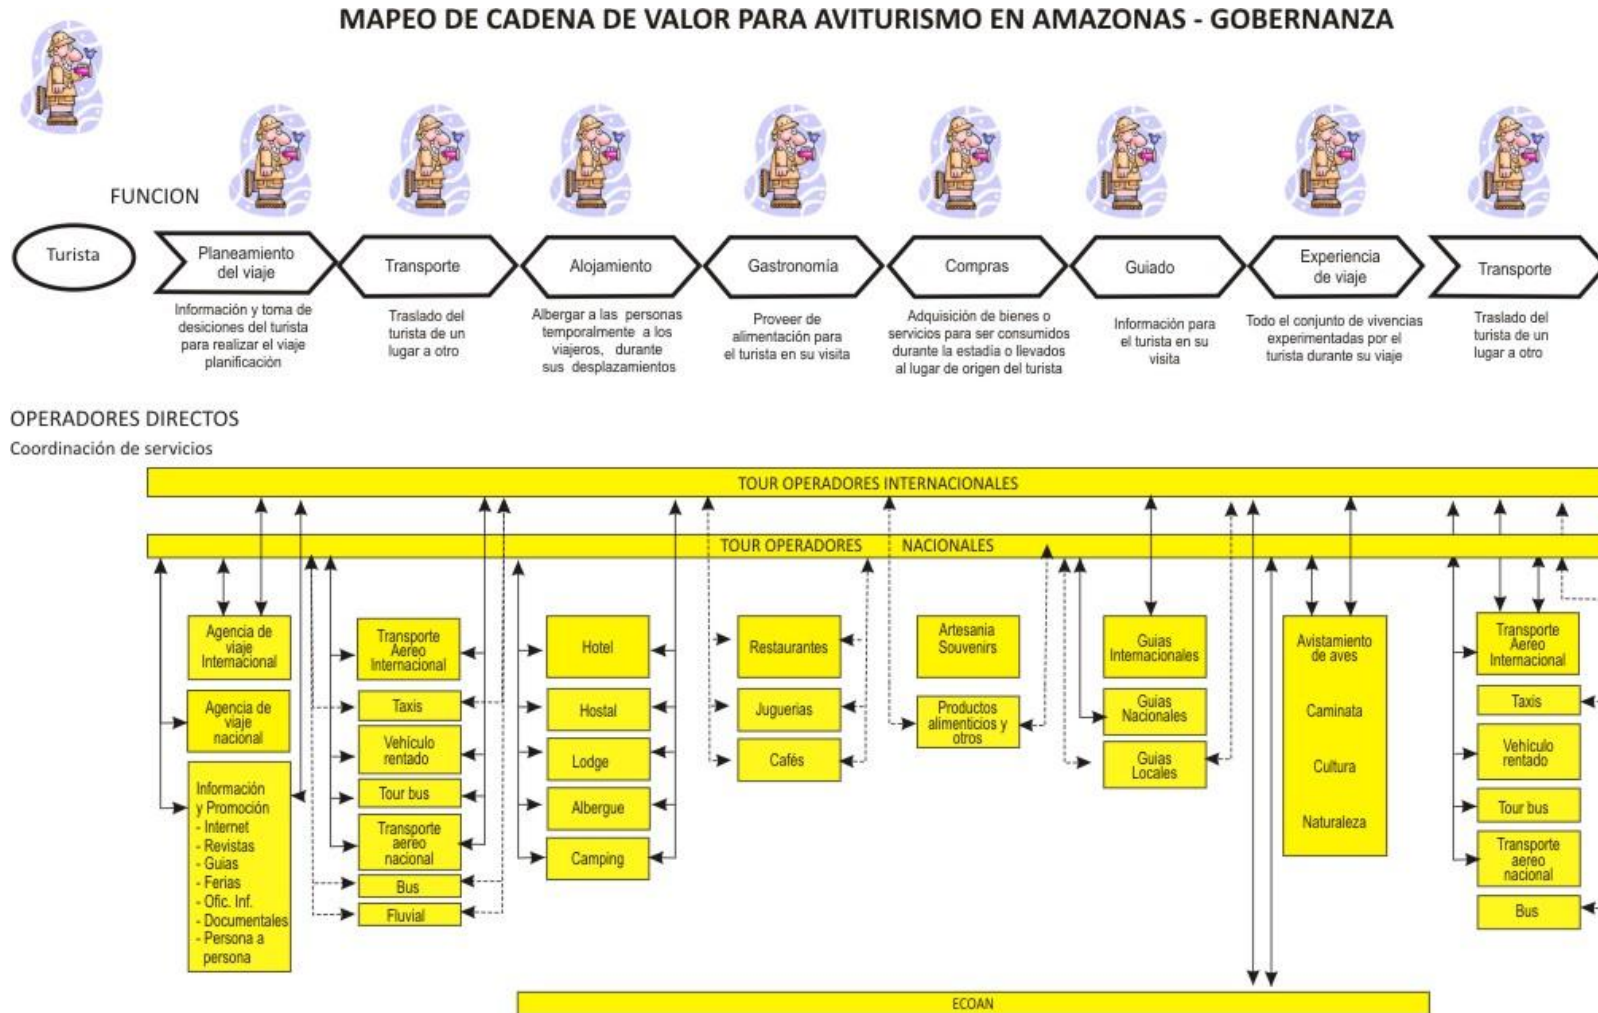 MAPEO DE CADENA DE VALOR PARA AVITURISMO EN AMAZONAS - GOBERNANZA
FUNCION
Turista
Planeamiento
del viaje
Transporte
Alojamiento
Gastronomía
Compras
Guiado
Experiencia
de viaje
Transporte
Información y toma de
desiciones del turista
para realizar el viaje
planificación
Traslado del
turista de un
lugar a otro
Albergar a las personas
temporalmente a los
viajeros, durante
sus desplazamientos
Proveer de
alimentación para
el turista en su visita
Adquisición de bienes o
servicios para ser consumidos
durante la estadía o llevados
al lugar de origen del turista
Información para
el turista en su
visita
Todo el conjunto de vivencias
experimentadas por el
turista durante su viaje
Traslado del
turista de un
lugar a otro
OPERADORES DIRECTOS
Coordinación de servicios
TOUR OPERADORES INTERNACIONALES
TOUR OPERADORES NACIONALES
Agencia de
viaje
Internacional
Agencia de
viaje
nacional
Información
y Promoción
- Internet
- Revistas
- Guias
- Ferias
- Ofic. Inf.
- Documentales
- Persona a
persona
Transporte
Aereo
Internacional
Taxis
Vehículo
rentado
Tour bus
Transporte
aereo
nacional
Bus
Fluvial
Hotel
Hostal
Lodge
Albergue
Camping
Restaurantes
Juguerias
Cafés
Artesania
Souvenirs
Productos
alimenticios y
otros
Guias
Internacionales
Guias
Nacionales
Guias
Locales
Avistamiento
de aves
Caminata
Cultura
Naturaleza
Transporte
Aereo
Internacional
Taxis
Vehículo
rentado
Tour bus
Transporte
aereo
nacional
Bus
ECOAN